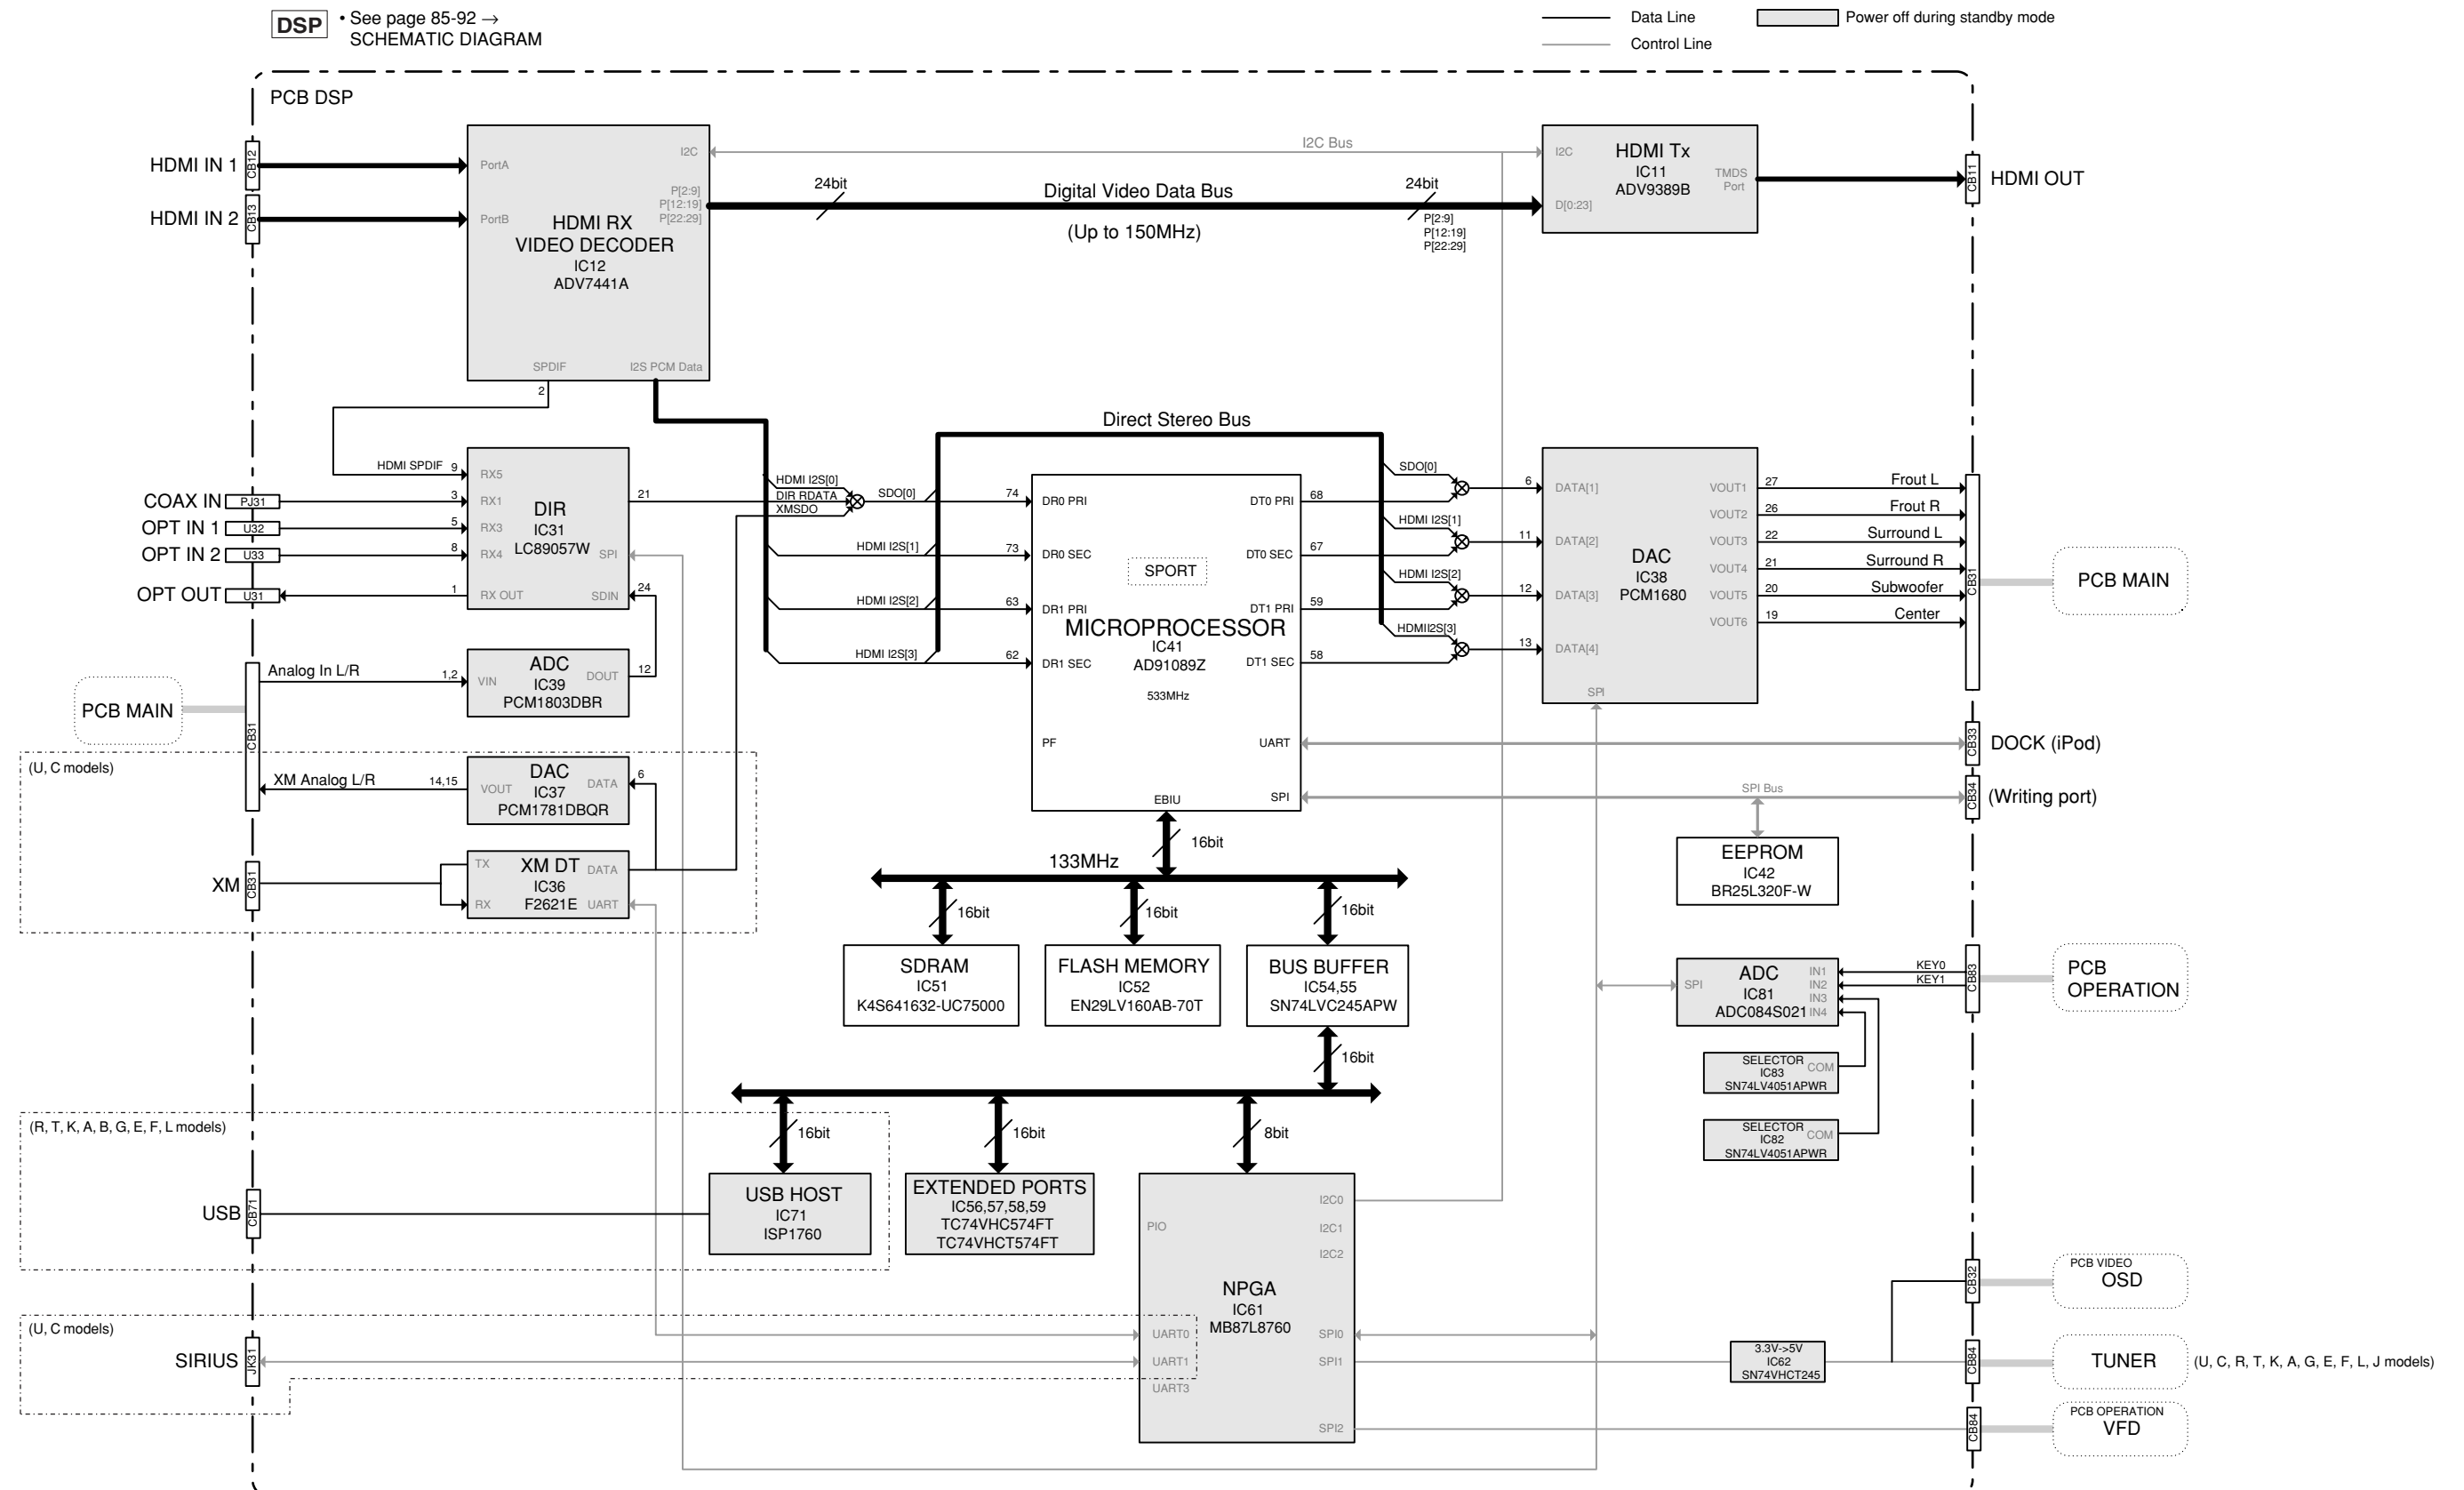 DSP
• See page 85-92 →
SCHEMATIC DIAGRAM
Data Line
Control Line
Power off during standby mode
PCB DSP
HDMI IN 1
CB12
HDMI IN 2
CB13
PortA
PortB
I2C
P[2:9]
P[12:19]
P[22:29]
HDMI RX
VIDEO DECODER
IC12
ADV7441A
SPDIF
I2S PCM Data
2
I2C Bus
24bit
Digital Video Data Bus
(Up to 150MHz)
24bit
P[2:9]
P[12:19]
P[22:29]
I2C
D[0:23]
HDMI Tx
IC11
ADV9389B
TMDS
Port
CB11
HDMI OUT
Direct Stereo Bus
HDMI SPDIF
9
RX5
COAX IN
PJ31
3
RX1
OPT IN 1
U32
5
RX3
OPT IN 2
U33
8
RX4
OPT OUT
U31
1
RX OUT
DIR
IC31
LC89057W
SPI
SDIN
21
24
HDMI I2S[0]
DIR RDATA
XMSDO
SDO[0]
HDMI I2S[1]
HDMI I2S[2]
HDMI I2S[3]
74
73
63
62
DR0 PRI
DR0 SEC
DR1 PRI
DR1 SEC
SPORT
MICROPROCESSOR
IC41
AD91089Z
533MHz
PF
EBIU
DT0 PRI
DT0 SEC
DT1 PRI
DT1 SEC
UART
SPI
68
67
59
58
SDO[0]
HDMI I2S[1]
HDMI I2S[2]
HDMII2S[3]
6
11
12
13
DATA[1]
DATA[2]
DATA[3]
DATA[4]
DAC
IC38
PCM1680
SPI
VOUT1
VOUT2
VOUT3
VOUT4
VOUT5
VOUT6
27
26
22
21
20
19
Frout L
Frout R
Surround L
Surround R
Subwoofer
Center
CB31
PCB MAIN
PCB MAIN
CB31
Analog In L/R
1,2
VIN
ADC
IC39
PCM1803DBR
DOUT
12
(U, C models)
XM Analog L/R
14,15
VOUT
DAC
IC37
PCM1781DBQR
DATA
6
XM
CB31
TX
RX
XM DT
IC36
F2621E
DATA
UART
CB33
DOCK (iPod)
SPI Bus
CB34
(Writing port)
EEPROM
IC42
BR25L320F-W
16bit
133MHz
16bit
16bit
16bit
SDRAM
IC51
K4S641632-UC75000
FLASH MEMORY
IC52
EN29LV160AB-70T
BUS BUFFER
IC54,55
SN74LVC245APW
16bit
SPI
ADC
IC81
ADC084S021
IN1
IN2
IN3
IN4
KEY0
KEY1
CB83
PCB
OPERATION
SELECTOR
IC83
SN74LV4051APWR
COM
SELECTOR
IC82
SN74LV4051APWR
COM
(R, T, K, A, B, G, E, F, L models)
16bit
16bit
8bit
USB
CB71
USB HOST
IC71
ISP1760
EXTENDED PORTS
IC56,57,58,59
TC74VHC574FT
TC74VHCT574FT
PIO
I2C0
I2C1
I2C2
NPGA
IC61
MB87L8760
UART0
UART1
UART3
SPI0
SPI1
SPI2
(U, C models)
SIRIUS
JK31
3.3V->5V
IC62
SN74VHCT245
CB32
PCB VIDEO
OSD
CB84
TUNER
(U, C, R, T, K, A, G, E, F, L, J models)
CB84
PCB OPERATION
VFD